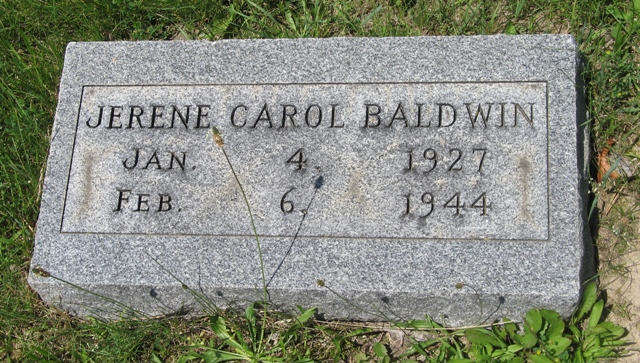 JERENE CAROL BALDWIN
JAN. 4. 1927
FEB. 6. 1944